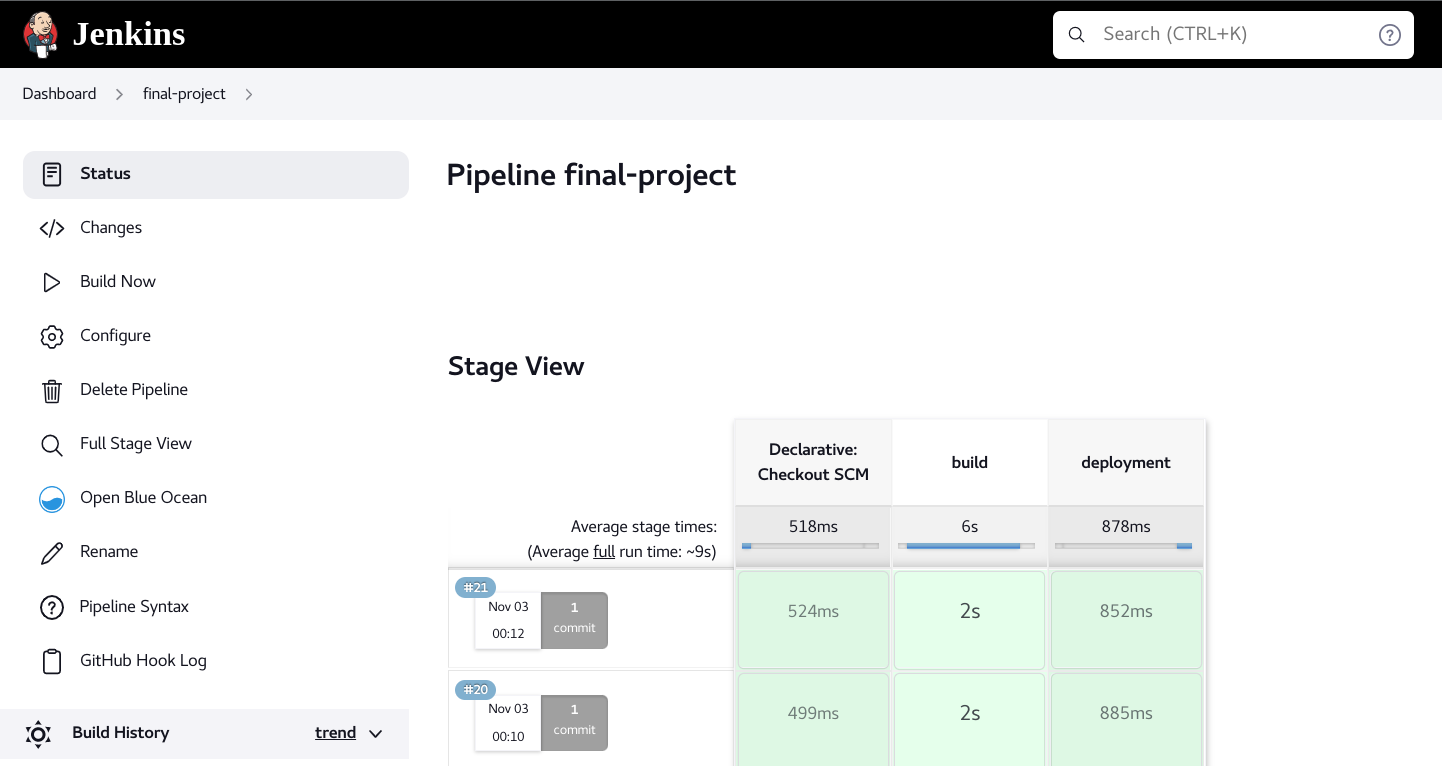 Jenkins
Search (CTRL+K)
Dashboard
final-project
Status
Changes
Build Now
Configure
Delete Pipeline
Full Stage View
Open Blue Ocean
Rename
Pipeline Syntax
GitHub Hook Log
Build History
trend
Pipeline final-project
Stage View
Declarative:
Checkout SCM
build
deployment
Average stage times:
(Average full run time: ~9s)
518ms
6s
878ms
#21
Nov 03
00:12
1
commit
524ms
2s
852ms
#20
Nov 03
00:10
1
commit
499ms
2s
885ms